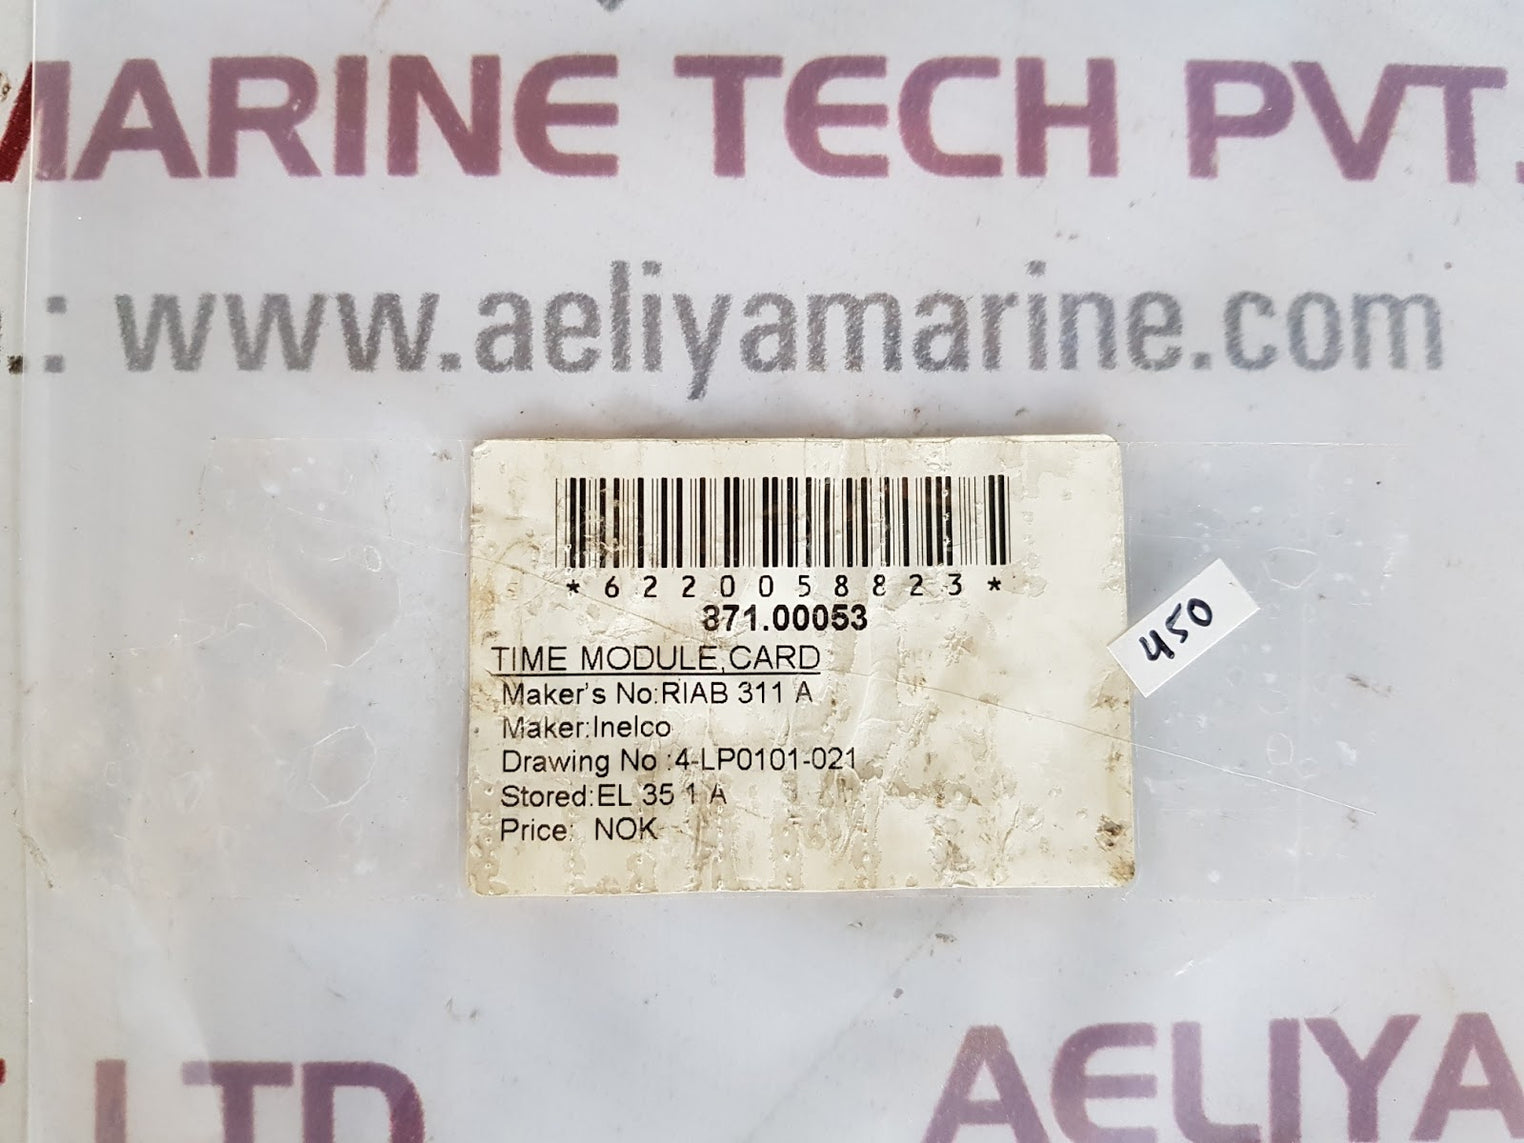 MARINE TECH PVT.
.: www.aeliyamarine.com
*6220058823*
871.00053
TIME MODULE,CARD
Maker's No:RIAB 311 A
Maker:Inelco
Drawing No :4-LP0101-021
Stored:EL 35 1 A
Price: NOK
450
LTD
AELIYA